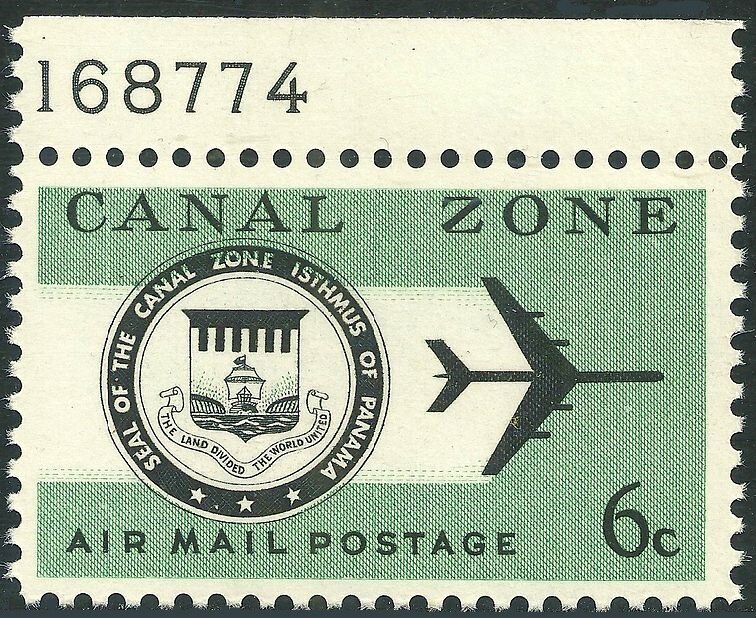 168774
CANAL ZONE
SEAL OF THE CANAL ZONE ISTHMUS OF PANAMA
THE LAND DIVIDED THE WORLD UNITED
AIR MAIL POSTAGE
6c